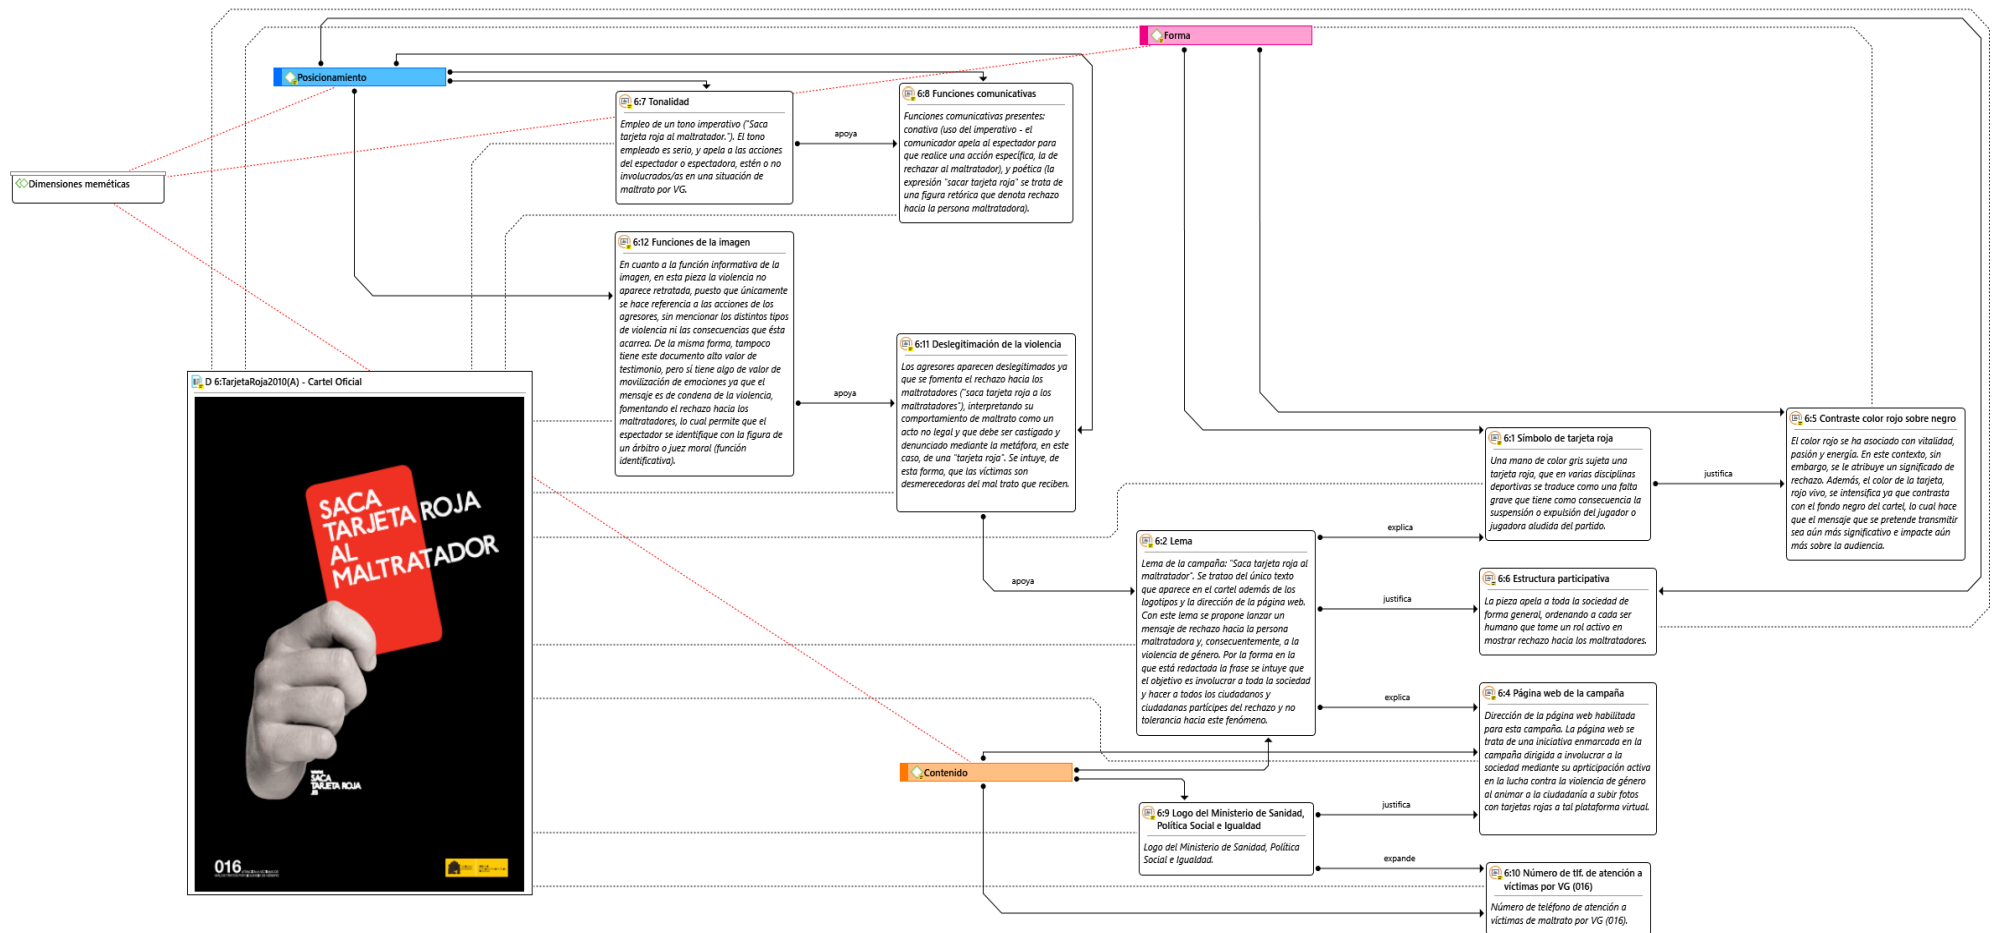 Forma
Posicionamiento
6:7 Tonalidad
Empleo de un tono imperativo ("Saca
tarjeta roja al maltratador."). El tono
empleado es serio, y apela a las acciones
del espectador o espectadora, estén o no
involucrados/as en una situación de
maltrato por VG.
apoya
6:8 Funciones comunicativas
Funciones comunicativas presentes:
conativa (uso del imperativo - el
comunicador apela al espectador para
que realice una acción específica, la de
rechazar al maltratador), y poética (la
expresión "sacar tarjeta roja" se trata de
una figura retórica que denota rechazo
hacia la persona maltratadora).
Dimensiones meméticas
6:12 Funciones de la imagen
En cuanto a la función informativa de la
imagen, en esta pieza la violencia no
aparece retratada, puesto que únicamente
se hace referencia a las acciones de los
agresores, sin mencionar los distintos tipos
de violencia ni las consecuencias que ésta
acarrea. De la misma forma, tampoco
tiene este documento alto valor de
testimonio, pero sí tiene algo de valor de
movilización de emociones ya que el
mensaje es de condena de la violencia,
fomentando el rechazo hacia los
maltratadores, lo cual permite que el
espectador se identifique con la figura de
un árbitro o juez moral (función
identificativa).
apoya
6:11 Deslegitimación de la violencia
Los agresores aparecen deslegitimados ya
que se fomenta el rechazo hacia los
maltratadores ("saca tarjeta roja a los
maltratadores"), interpretando su
comportamiento de maltrato como un
acto no legal y que debe ser castigado y
denunciado mediante la metáfora, en este
caso, de una "tarjeta roja". Se intuye, de
esta forma, que las víctimas son
desmerecedoras del mal trato que reciben.
apoya
D 6:TarjetaRoja2010(A) - Cartel Oficial
SACA
TARJETA ROJA
AL
MALTRATADOR
www.
SACA
TARJETA ROJA
.ES
016
6:1 Símbolo de tarjeta roja
Una mano de color gris sujeta una
tarjeta roja, que en varias disciplinas
deportivas se traduce como una falta
grave que tiene como consecuencia la
suspensión o expulsión del jugador o
jugadora aludida del partido.
justifica
6:5 Contraste color rojo sobre negro
El color rojo se ha asociado con vitalidad,
pasión y energía. En este contexto, sin
embargo, se le atribuye un significado de
rechazo. Además, el color de la tarjeta,
rojo vivo, se intensifica ya que contrasta
con el fondo negro del cartel, lo cual hace
que el mensaje que se pretende transmitir
sea aún más significativo e impacte aún
más sobre la audiencia.
6:2 Lema
Lema de la campaña: "Saca tarjeta roja al
maltratador". Se tratao del único texto
que aparece en el cartel además de los
logotipos y la dirección de la página web.
Con este lema se propone lanzar un
mensaje de rechazo hacia la persona
maltratadora y, consecuentemente, a la
violencia de género. Por la forma en la
que está redactada la frase se intuye que
el objetivo es involucrar a toda la sociedad
y hacer a todos los ciudadanos y
ciudadanas partícipes del rechazo y no
tolerancia hacia este fenómeno.
explica
justifica
explica
6:6 Estructura participativa
La pieza apela a toda la sociedad de
forma general, ordenando a cada ser
humano que tome un rol activo en
mostrar rechazo hacia los maltratadores.
6:4 Página web de la campaña
Dirección de la página web habilitada
para esta campaña. La página web se
trata de una iniciativa enmarcada en la
campaña dirigida a involucrar a la
sociedad mediante su aprticipación activa
en la lucha contra la violencia de género
al animar a la ciudadanía a subir fotos
con tarjetas rojas a tal plataforma virtual.
Contenido
6:9 Logo del Ministerio de Sanidad,
Política Social e Igualdad
Logo del Ministerio de Sanidad, Política
Social e Igualdad.
justifica
expande
6:10 Número de tlf. de atención a
víctimas por VG (016)
Número de teléfono de atención a
víctimas de maltrato por VG (016).